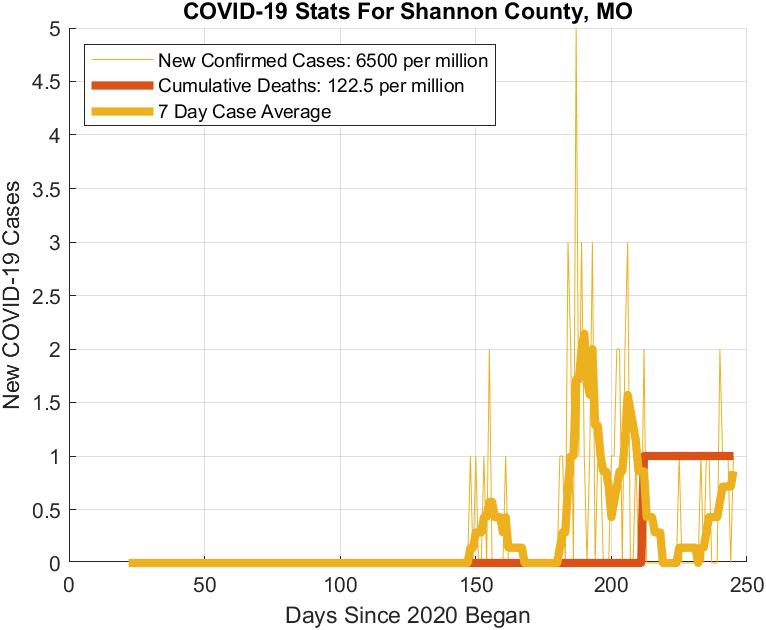 COVID-19 Stats For Shannon County, MO
New Confirmed Cases: 6500 per million
Cumulative Deaths: 122.5 per million
7 Day Case Average
New COVID-19 Cases
5
4.5
4
3.5
3
2.5
2
1.5
1
0.5
0
0 50 100 150 200 250
Days Since 2020 Began